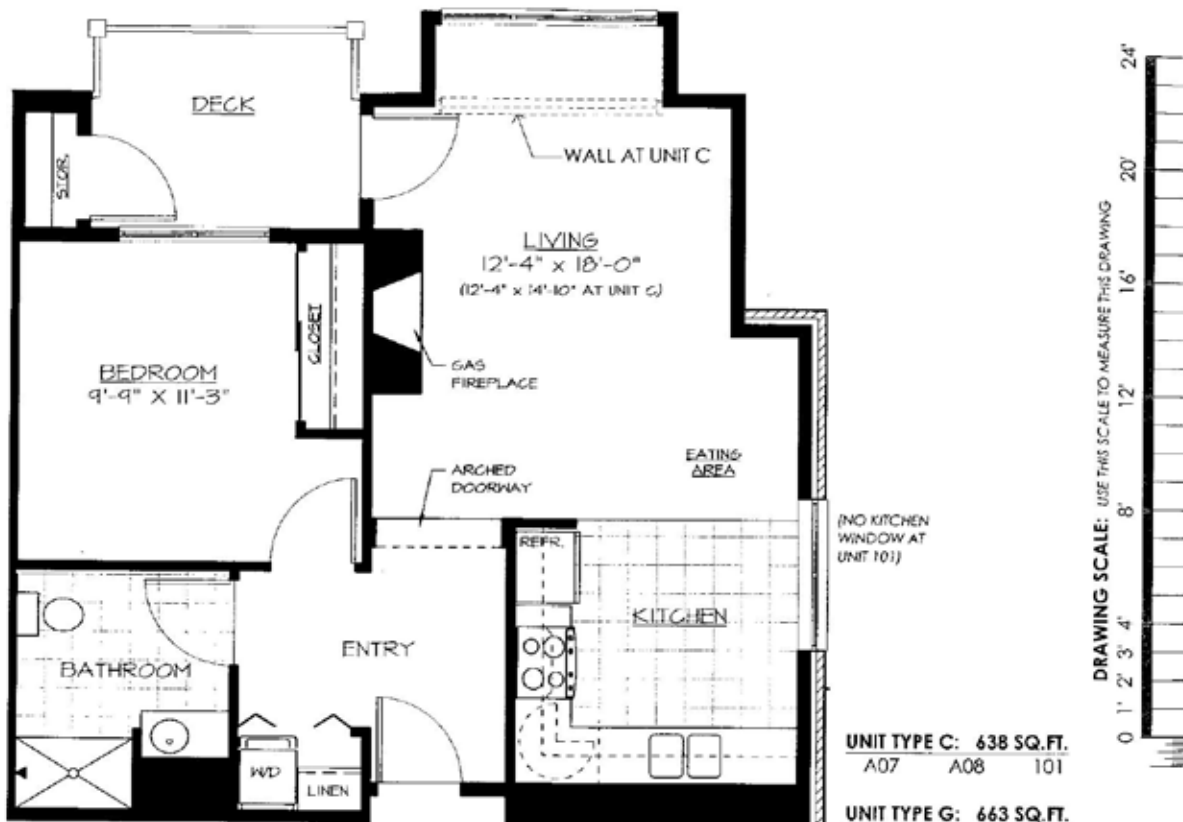 DECK
STOR.
WALL AT UNIT C
LIVING
12'-4" x 18'-0"
(12'-4" x 14'-10" AT UNIT C)
CLOSET
GAS
FIREPLACE
BEDROOM
9'-9" X 11'-3"
ARCHED
DOORWAY
EATING
AREA
(NO KITCHEN
WINDOW AT
UNIT 101)
REFR.
KITCHEN
ENTRY
BATHROOM
W/D
LINEN
DRAWING SCALE: USE THIS SCALE TO MEASURE THIS DRAWING
24'
20'
16'
12'
8'
4'
3'
2'
1'
0
UNIT TYPE C: 638 SQ.FT.
A07 A08 101
UNIT TYPE G: 663 SQ.FT.